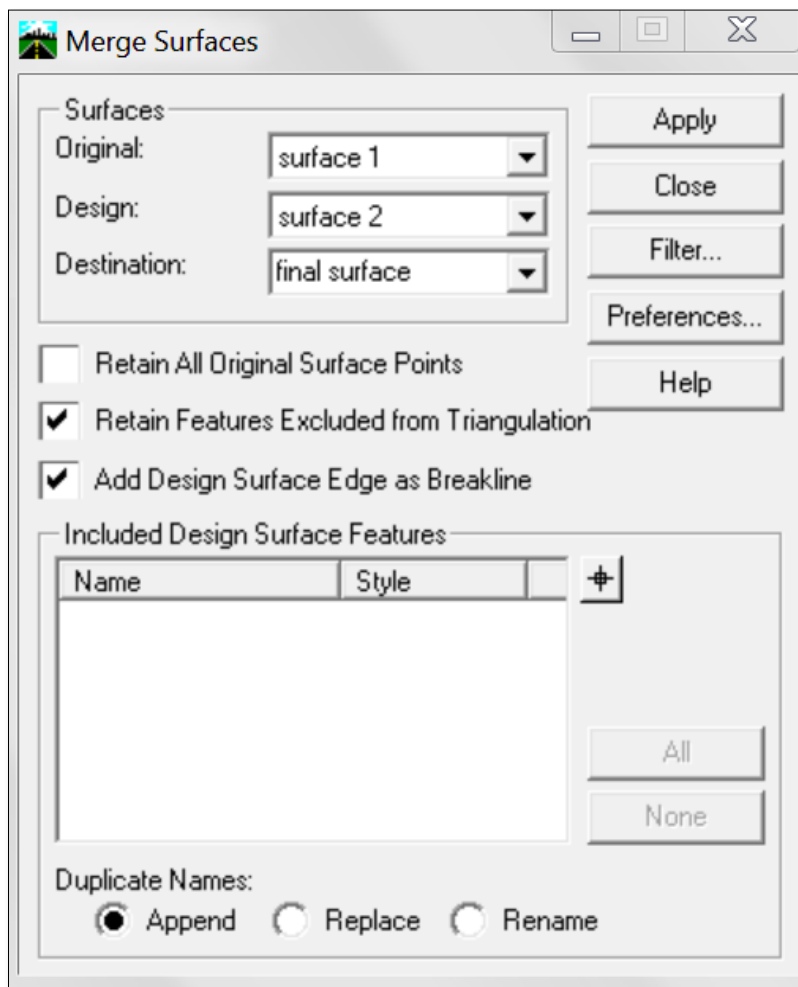 Merge Surfaces
Surfaces
Original:
surface 1
Design:
surface 2
Destination:
final surface
Apply
Close
Filter...
Preferences...
Help
Retain All Original Surface Points
Retain Features Excluded from Triangulation
Add Design Surface Edge as Breakline
Included Design Surface Features
Name Style
All
None
Duplicate Names:
Append Replace Rename